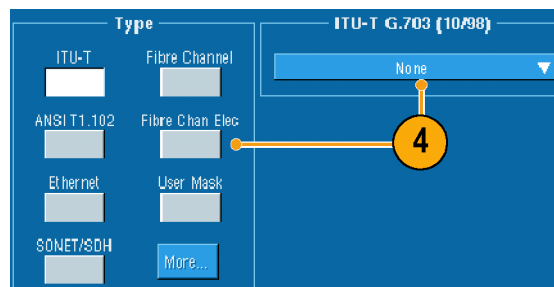 Type
ITU-T G.703 (10/98)
ITU-T
Fibre Channel
None
ANSI T1.102
Fibre Chan Elec
4
Ethernet
User Mask
SONET/SDH
More...